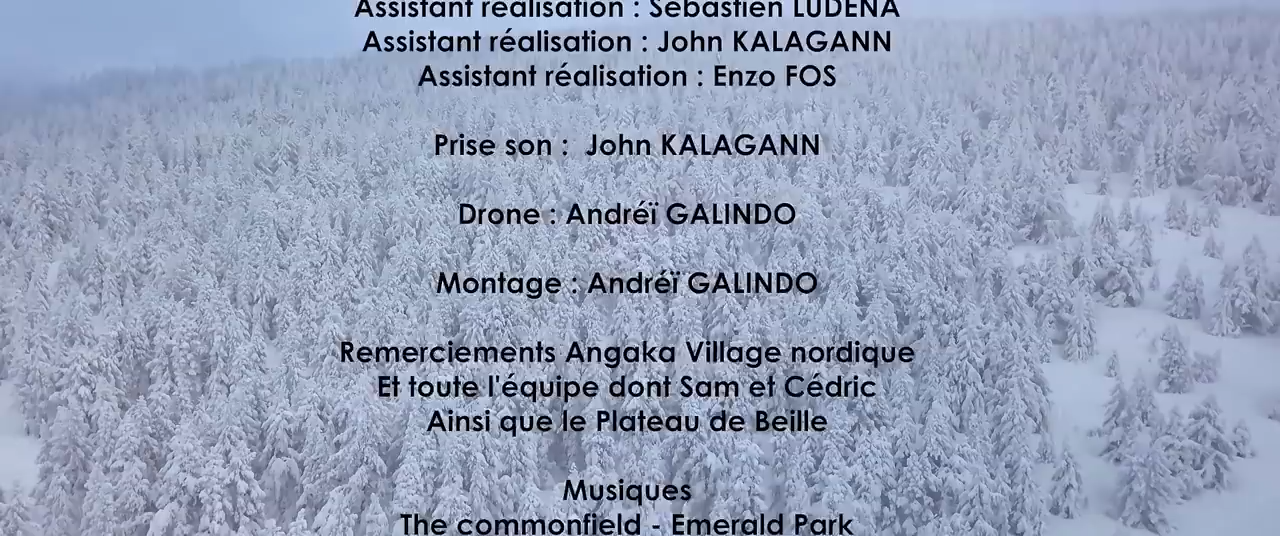 Assistant réalisation : Sébastien LUDENA
Assistant réalisation : John KALAGANN
Assistant réalisation : Enzo FOS
Prise son :  John KALAGANN
Drone : Andréï GALINDO
Montage : Andréï GALINDO
Remerciements Angaka Village nordique
Et toute l'équipe dont Sam et Cédric
Ainsi que le Plateau de Beille
Musiques
The commonfield - Emerald Park